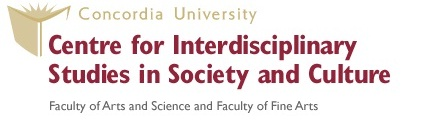 Concordia University
Centre for Interdisciplinary
Studies in Society and Culture
Faculty of Arts and Science and Faculty of Fine Arts